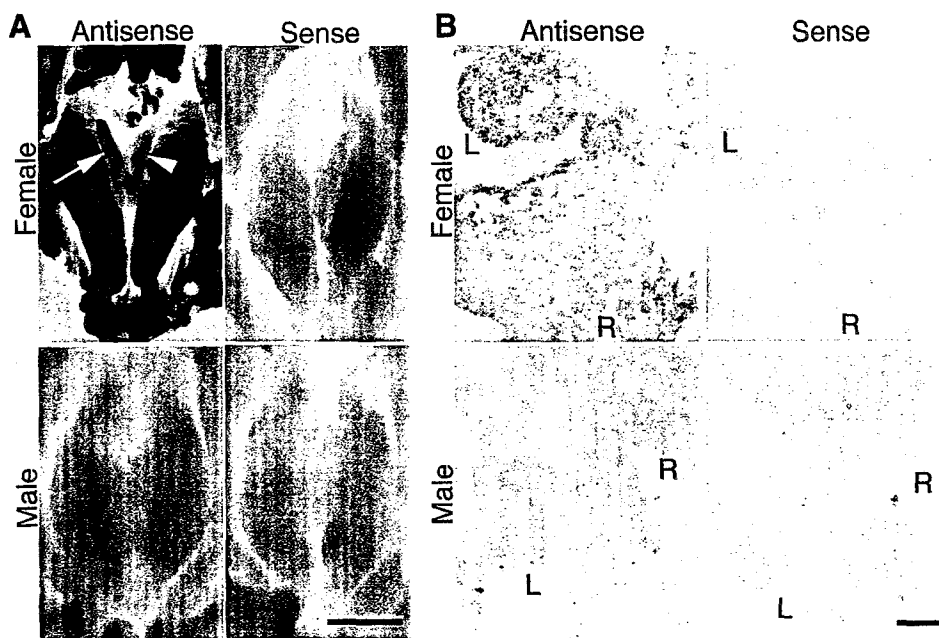 A Antisense Sense B Antisense Sense
Female Female
L L
R R
Male Male
R R
L L